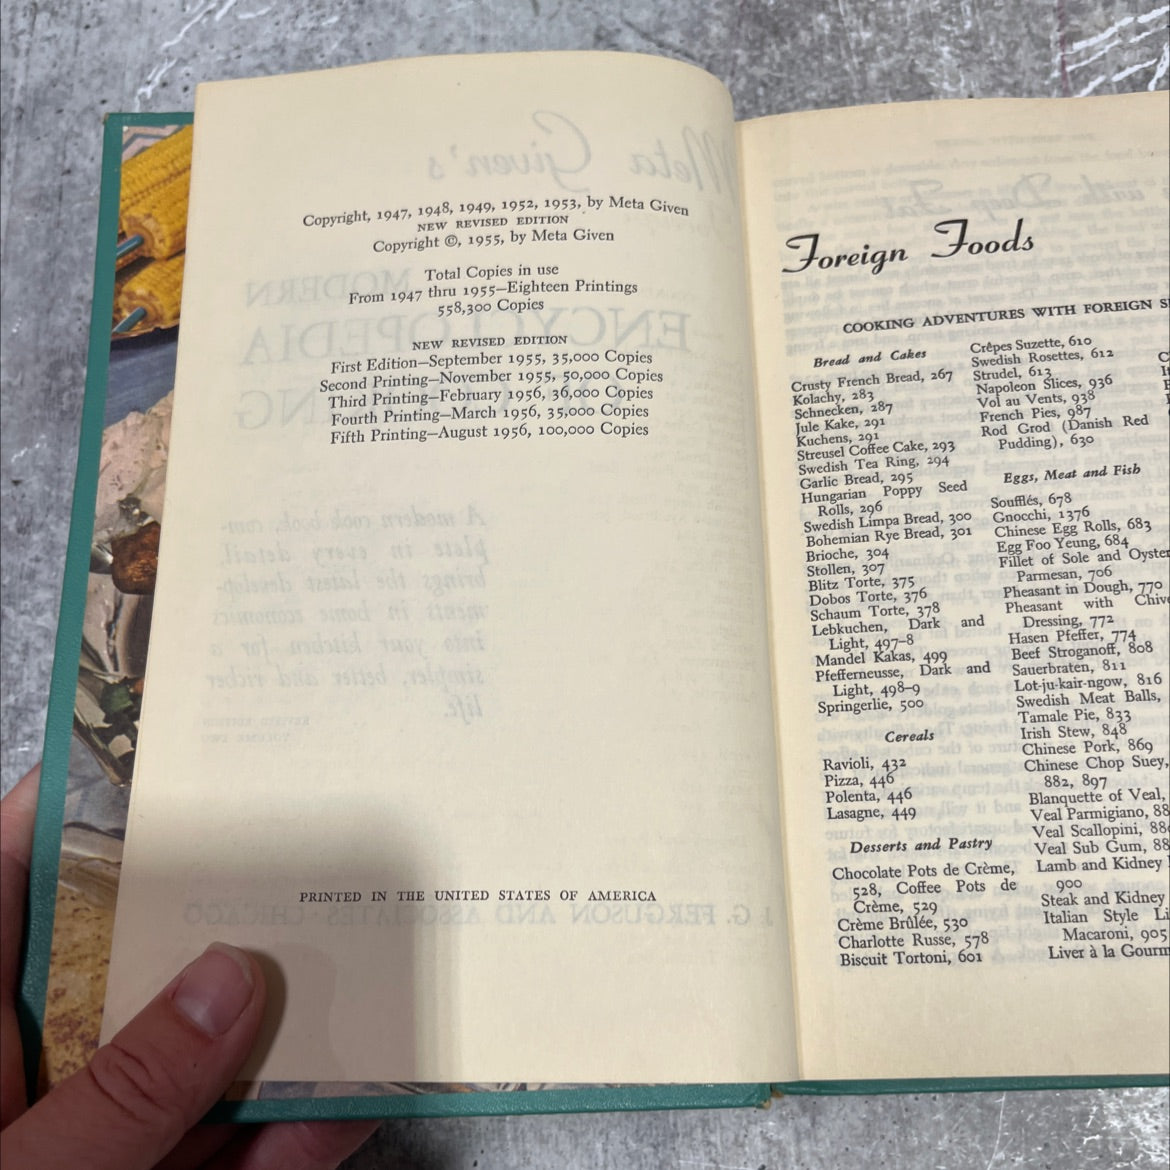 Copyright, 1947, 1948, 1949, 1952, 1953, by Meta Given
NEW REVISED EDITION
Copyright ©, 1955, by Meta Given
Total Copies in use
From 1947 thru 1955—Eighteen Printings
558,300 Copies
NEW REVISED EDITION
First Edition—September 1955, 35,000 Copies
Second Printing—November 1955, 50,000 Copies
Third Printing—February 1956, 36,000 Copies
Fourth Printing—March 1956, 35,000 Copies
Fifth Printing—August 1956, 100,000 Copies
PRINTED IN THE UNITED STATES OF AMERICA
Foreign Foods
COOKING ADVENTURES WITH FOREIGN
Bread and Cakes
Crusty French Bread, 267
Kolachy, 283
Schnecken, 287
Jule Kake, 291
Kuchens, 291
Streusel Coffee Cake, 293
Swedish Tea Ring, 294
Garlic Bread, 295
Hungarian Poppy Seed
Rolls, 296
Swedish Limpa Bread, 300
Bohemian Rye Bread, 301
Brioche, 304
Stollen, 307
Blitz Torte, 375
Dobos Torte, 376
Schaum Torte, 378
Lebkuchen, Dark and
Light, 497–8
Mandel Kakas, 499
Pfefferneusse, Dark and
Light, 498–9
Springerlie, 500
Cereals
Ravioli, 432
Pizza, 446
Polenta, 446
Lasagne, 449
Desserts and Pastry
Chocolate Pots de Crème,
528, Coffee Pots de
Crème, 529
Crème Brûlée, 530
Charlotte Russe, 578
Biscuit Tortoni, 601
Crêpes Suzette, 610
Swedish Rosettes, 612
Strudel, 613
Napoleon Slices, 936
Vol au Vents, 938
French Pies, 987
Rod Grod (Danish Red
Pudding), 630
Eggs, Meat and Fish
Soufflés, 678
Gnocchi, 1376
Chinese Egg Rolls, 683
Egg Foo Yeung, 684
Fillet of Sole and Oyster
Parmesan, 706
Pheasant in Dough, 770
Pheasant with
Dressing, 772
Hasen Pfeffer, 774
Beef Stroganoff, 808
Sauerbraten, 811
Lot-ju-kair-ngow, 816
Swedish Meat Balls,
Tamale Pie, 833
Irish Stew, 848
Chinese Pork, 869
Chinese Chop Suey,
882, 897
Blanquette of Veal,
Veal Parmigiano,
Veal Scallopini,
Veal Sub Gum,
Lamb and Kidney
900
Steak and Kidney
Italian Style
Macaroni, 905
Liver à la